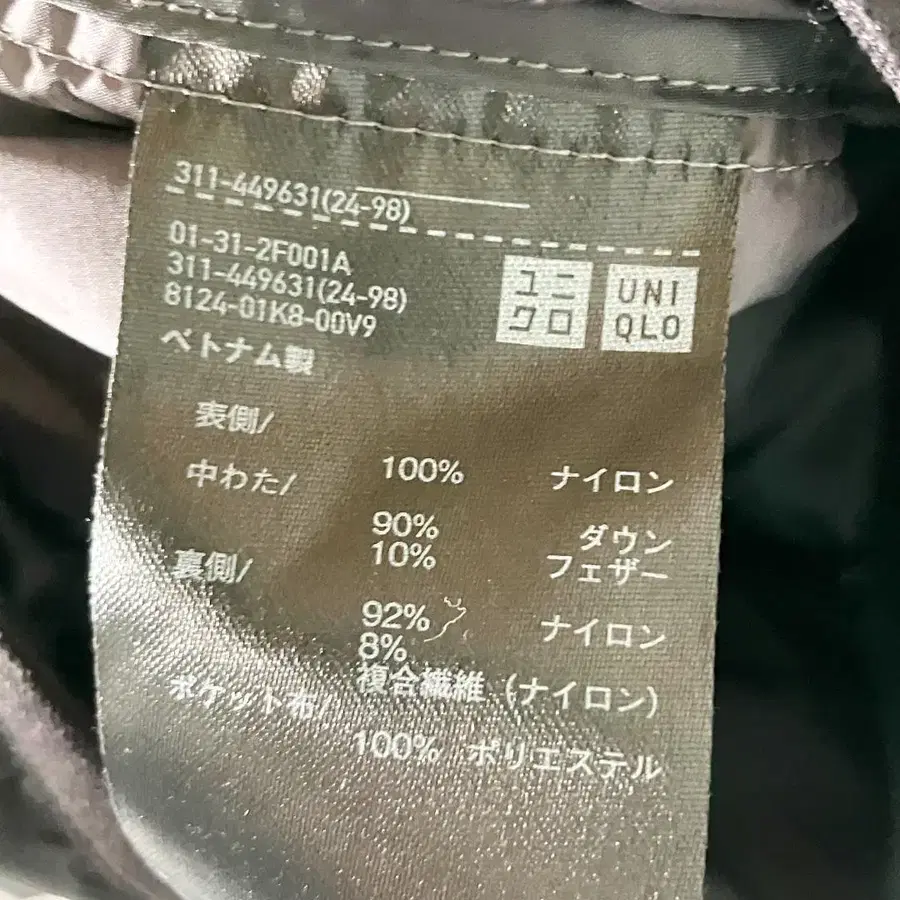 311-449631(24-98)
01-31-2F001A
311-449631(24-98)
8124-01K8-00V9
ユニ
クロ
UNI
QLO
ベトナム製
表側/
100% ナイロン
中わた/
90% ダウン
10% フェザー
裏側/
92% ナイロン
8%
複合繊維 (ナイロン)
ポケット布/
100% ポリエステル